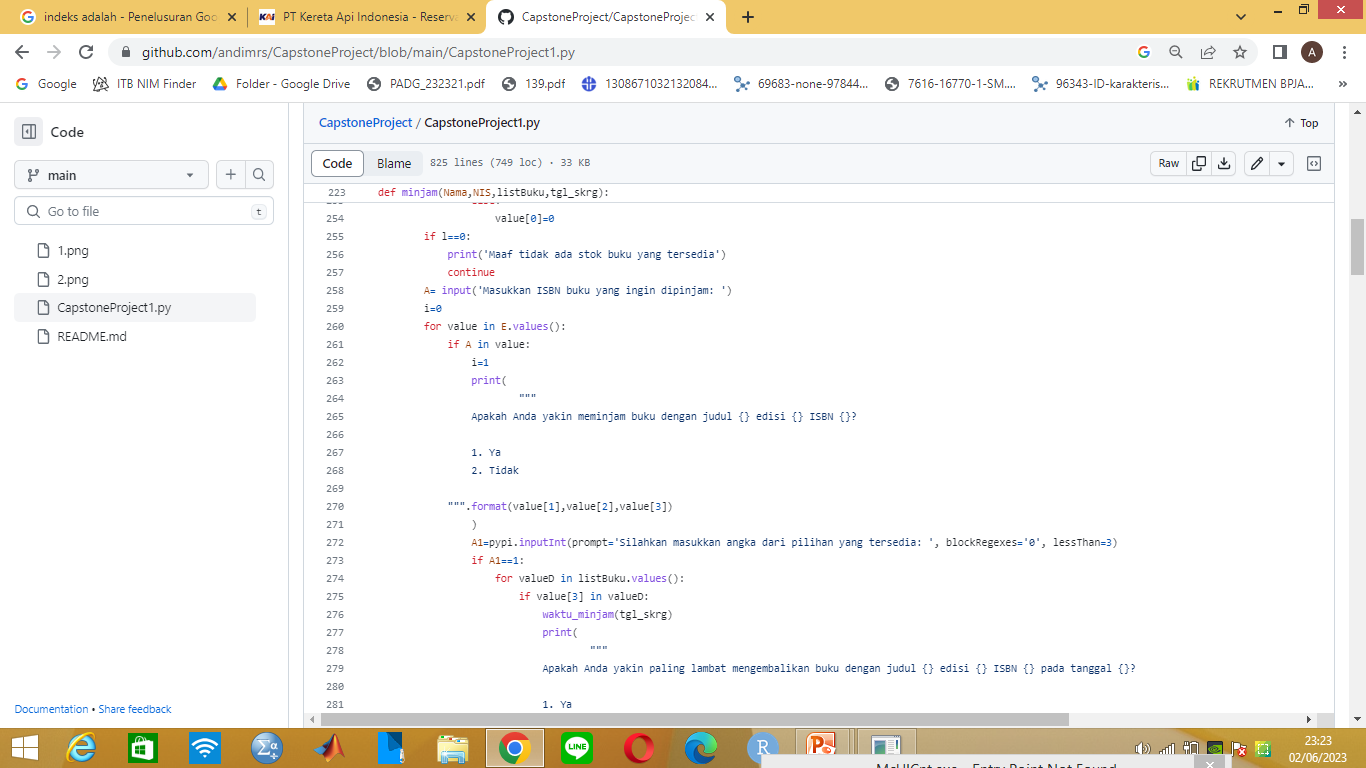 indeks adalah - Penelusuran Goo
PT Kereta Api Indonesia - Reserva
CapstoneProject/CapstoneProject
github.com/andimrs/CapstoneProject/blob/main/CapstoneProject1.py
A
Google
ITB NIM Finder
Folder - Google Drive
PADG_232321.pdf
139.pdf
1308671032132084...
69683-none-97844...
7616-16770-1-SM....
96343-ID-karakteris...
REKRUTMEN BPJA...
»
Code
main
Go to file
t
1.png
2.png
CapstoneProject1.py
README.md
Documentation • Share feedback
CapstoneProject / CapstoneProject1.py
Top
Code Blame 825 lines (749 loc) · 33 KB
Raw
223 def minjam(Nama,NIS,listBuku,tgl_skrg):
254 value[0]=0
255 if l==0:
256 print('Maaf tidak ada stok buku yang tersedia')
257 continue
258 A= input('Masukkan ISBN buku yang ingin dipinjam: ')
259 i=0
260 for value in E.values():
261 if A in value:
262 i=1
263 print(
264 """
265 Apakah Anda yakin meminjam buku dengan judul {} edisi {} ISBN {}?
266
267 1. Ya
268 2. Tidak
269
270 """.format(value[1],value[2],value[3])
271 )
272 A1=pypi.inputInt(prompt='Silahkan masukkan angka dari pilihan yang tersedia: ', blockRegexes='0', lessThan=3)
273 if A1==1:
274 for valueD in listBuku.values():
275 if value[3] in valueD:
276 waktu_minjam(tgl_skrg)
277 print(
278 """
279 Apakah Anda yakin paling lambat mengembalikan buku dengan judul {} edisi {} ISBN {} pada tanggal {}?
280
281 1. Ya
LINE
R
23:23
02/06/2023